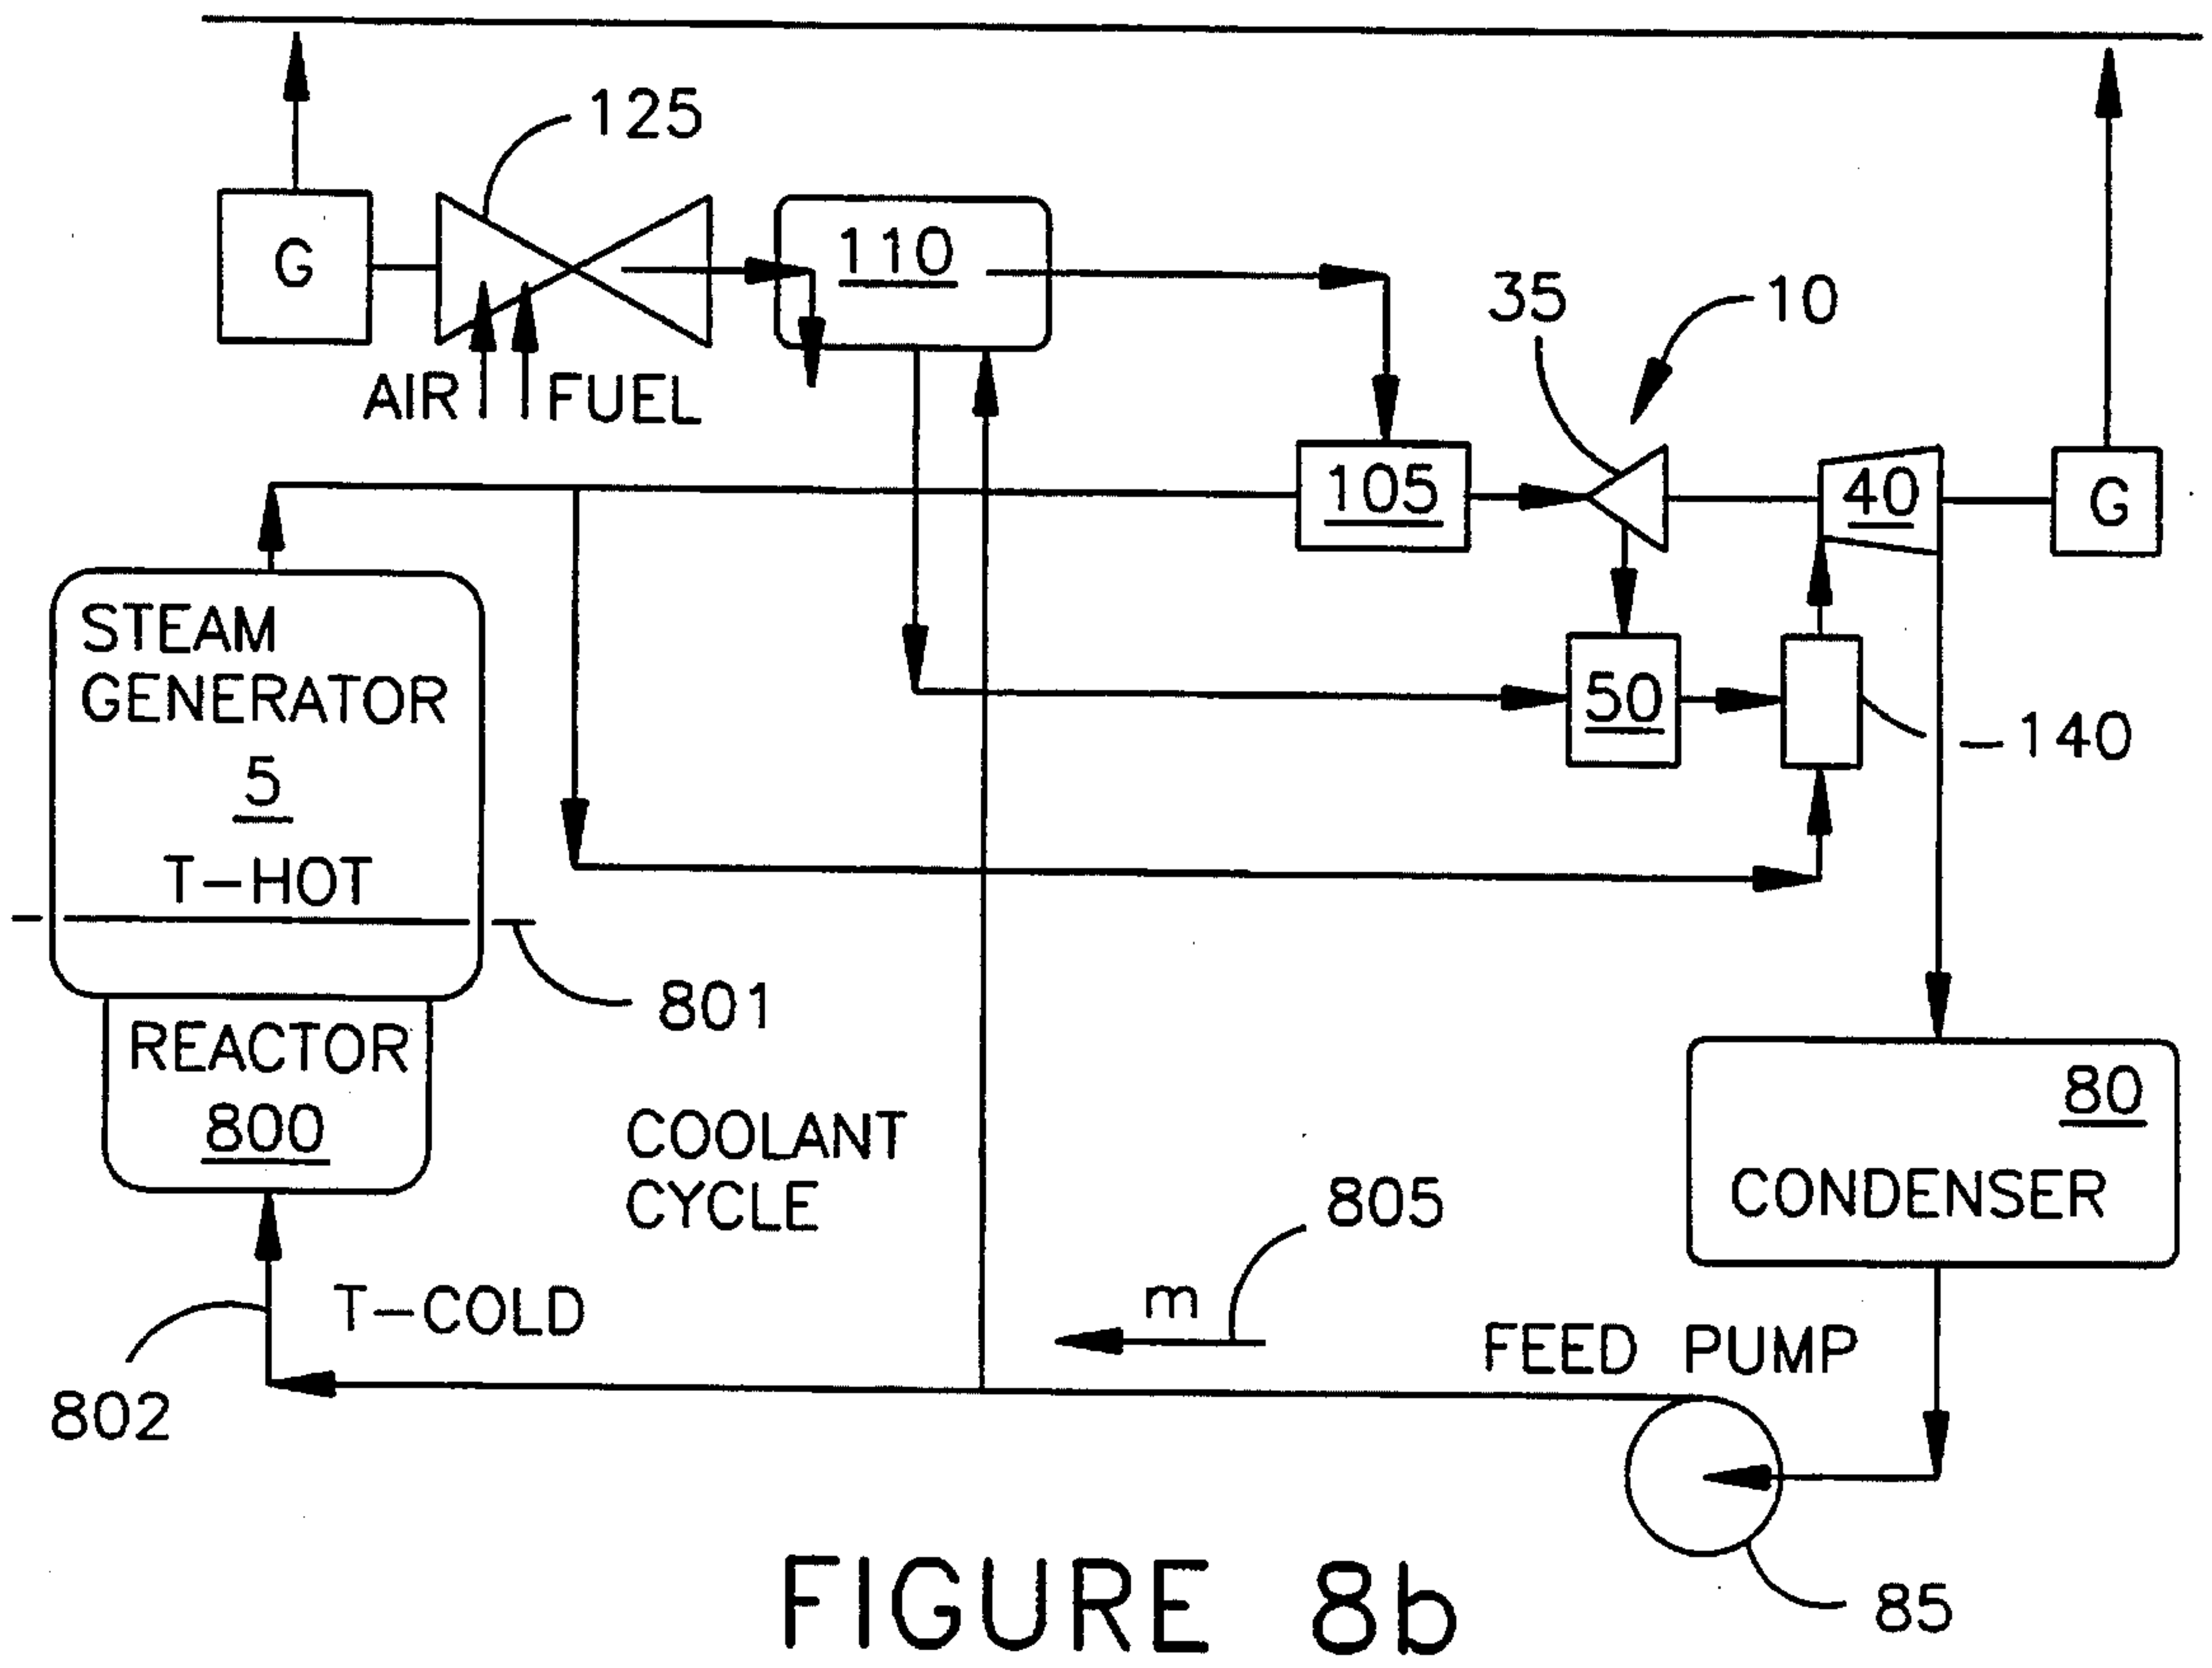 125
G
110
AIR
FUEL
35
10
105
40
G
STEAM
GENERATOR
5
T-HOT
50
140
801
REACTOR
800
COOLANT
CYCLE
80
CONDENSER
805
m
T-COLD
FEED PUMP
802
85
FIGURE 8b